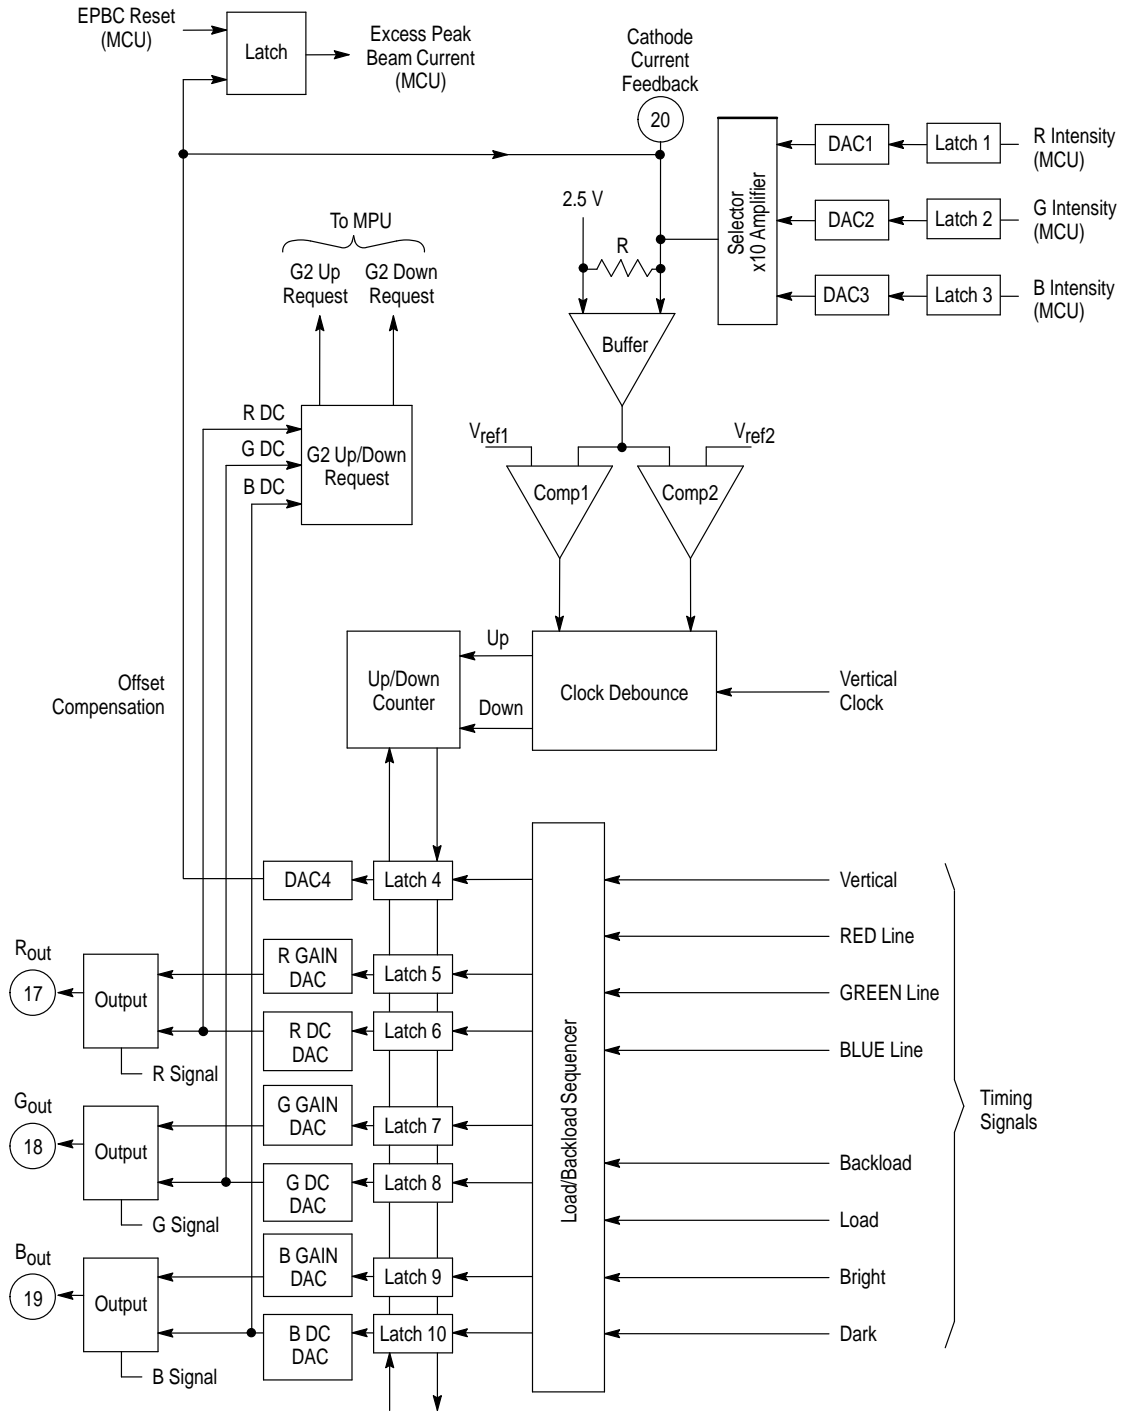 EPBC Reset
(MCU)
Latch
Excess Peak
Beam Current
(MCU)
Cathode
Current
Feedback
20
Selector
x10 Amplifier
DAC1
Latch 1
R Intensity
(MCU)
DAC2
Latch 2
G Intensity
(MCU)
DAC3
Latch 3
B Intensity
(MCU)
2.5 V
R
To MPU
G2 Up
Request
G2 Down
Request
Buffer
R DC
G DC
B DC
G2 Up/Down
Request
Vref1
Vref2
Comp1
Comp2
Up
Down
Up/Down
Counter
Clock Debounce
Vertical
Clock
Offset
Compensation
DAC4
Latch 4
Load/Backload Sequencer
Vertical
RED Line
GREEN Line
BLUE Line
Backload
Load
Bright
Dark
Timing
Signals
Rout
17
Output
R GAIN
DAC
Latch 5
R DC
DAC
Latch 6
R Signal
Gout
18
Output
G GAIN
DAC
Latch 7
G DC
DAC
Latch 8
G Signal
Bout
19
Output
B GAIN
DAC
Latch 9
B DC
DAC
Latch 10
B Signal